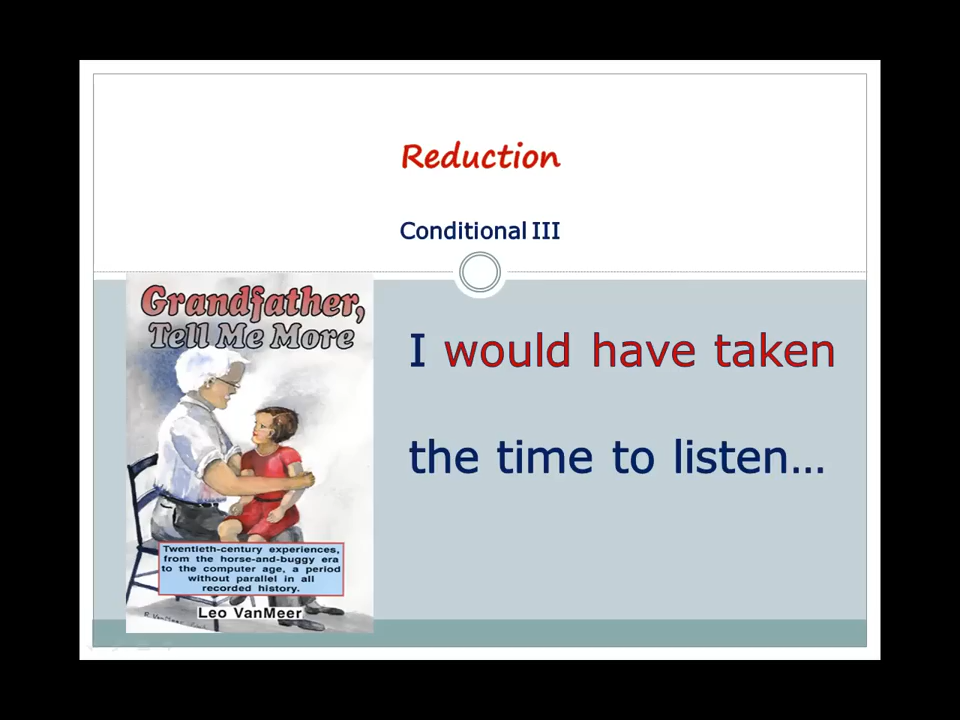 Reduction
Conditional III
Grandfather,
Tell Me More
I would have taken
the time to listen…
Twentieth-century experiences,
from the horse-and-buggy era
to the computer age, a period
without parallel in all
recorded history.
Leo VanMeer